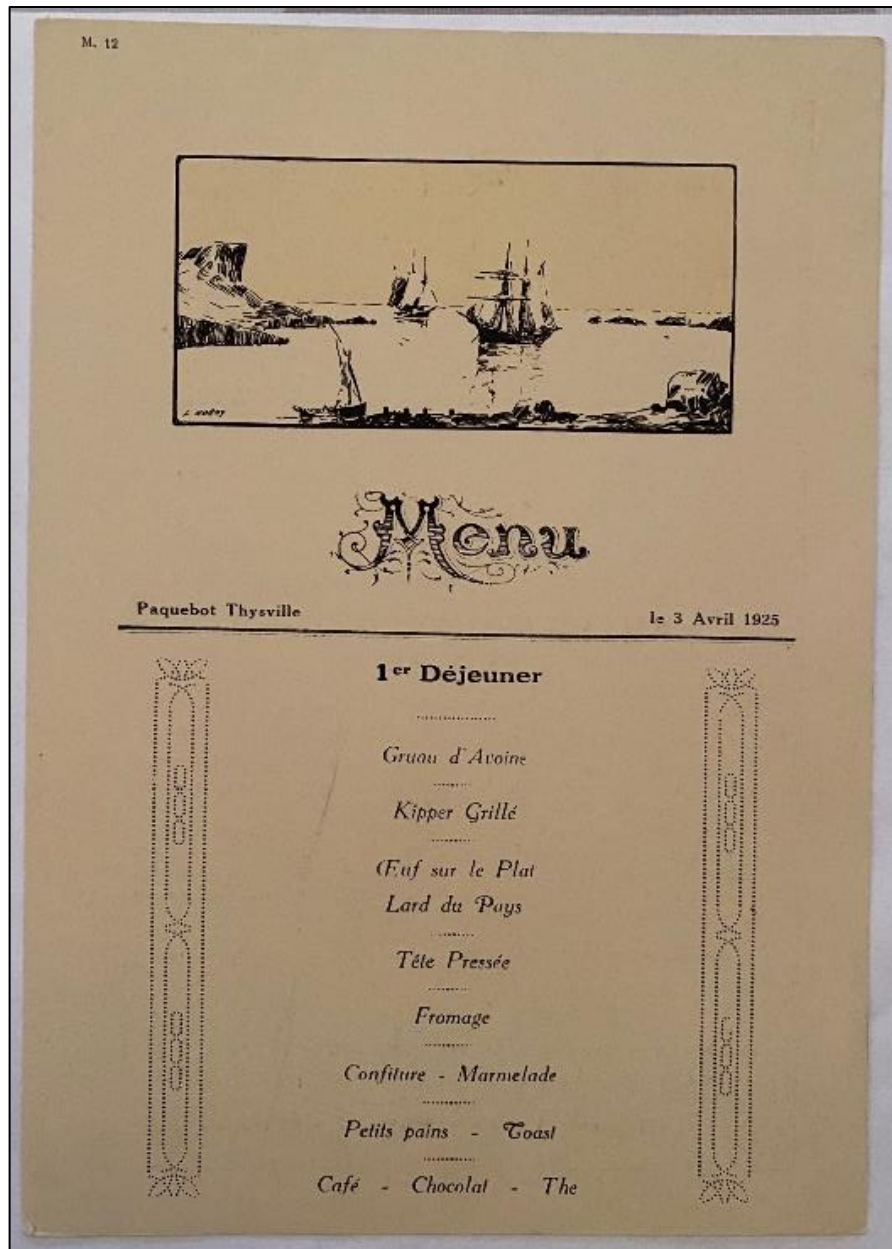 M. 12
Menu
Paquebot Thysville
le 3 Avril 1925
1er Déjeuner
Gruau d'Avoine
Kipper Grillé
Œuf sur le Plat
Lard du Pays
Tête Pressée
Fromage
Confiture - Marmelade
Petits pains - Toast
Café - Chocolat - The